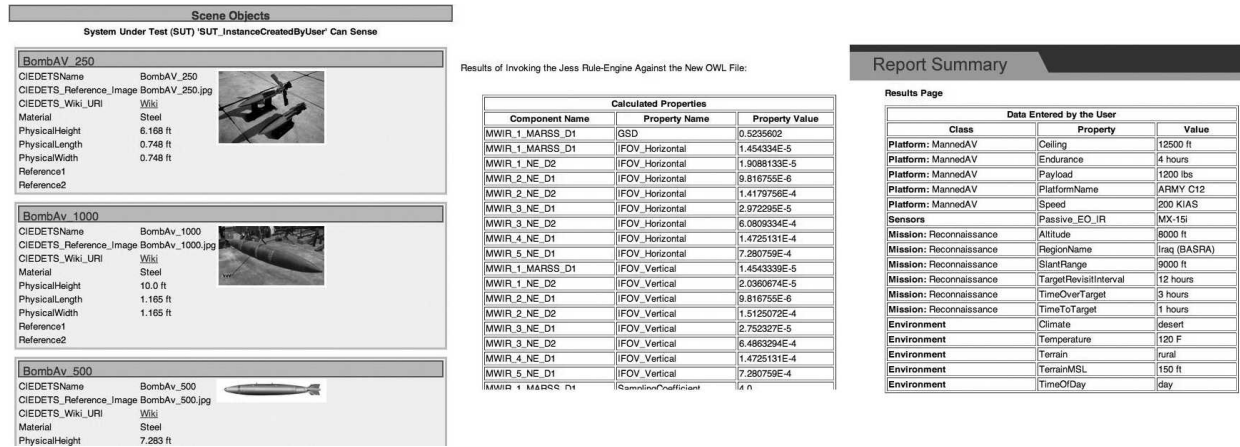 Scene Objects
System Under Test (SUT) 'SUT_InstanceCreatedByUser' Can Sense
BombAV_250
CIEDETSName BombAV_250
CIEDETS_Reference_Image BombAV_250.jpg
CIEDETS_Wiki_URI Wiki
Material Steel
PhysicalHeight 6.168 ft
PhysicalLength 0.748 ft
PhysicalWidth 0.748 ft
Reference1
Reference2
BombAv_1000
CIEDETSName BombAv_1000
CIEDETS_Reference_Image BombAv_1000.jpg
CIEDETS_Wiki_URI Wiki
Material Steel
PhysicalHeight 10.0 ft
PhysicalLength 1.165 ft
PhysicalWidth 1.165 ft
Reference1
Reference2
BombAv_500
CIEDETSName BombAv_500
CIEDETS_Reference_Image BombAv_500.jpg
CIEDETS_Wiki_URI Wiki
Material Steel
PhysicalHeight 7.283 ft
Results of Invoking the Jess Rule-Engine Against the New OWL File:
Calculated Properties
Component Name Property Name Property Value
MWIR_1_MARSS_D1 GSD 0.5235602
MWIR_1_MARSS_D1 IFOV_Horizontal 1.454334E-5
MWIR_1_NE_D2 IFOV_Horizontal 1.9088133E-5
MWIR_2_NE_D1 IFOV_Horizontal 9.816755E-6
MWIR_2_NE_D2 IFOV_Horizontal 1.4179756E-4
MWIR_3_NE_D1 IFOV_Horizontal 2.972295E-5
MWIR_3_NE_D2 IFOV_Horizontal 6.0809334E-4
MWIR_4_NE_D1 IFOV_Horizontal 1.4725131E-4
MWIR_5_NE_D1 IFOV_Horizontal 7.280759E-4
MWIR_1_MARSS_D1 IFOV_Vertical 1.4543339E-5
MWIR_1_NE_D2 IFOV_Vertical 2.0360674E-5
MWIR_2_NE_D1 IFOV_Vertical 9.816755E-6
MWIR_2_NE_D2 IFOV_Vertical 1.5125072E-4
MWIR_3_NE_D1 IFOV_Vertical 2.752327E-5
MWIR_3_NE_D2 IFOV_Vertical 6.4863294E-4
MWIR_4_NE_D1 IFOV_Vertical 1.4725131E-4
MWIR_5_NE_D1 IFOV_Vertical 7.280759E-4
MWIR_1_MARSS_D1 SamplingCoefficient 4.0
Report Summary
Results Page
Data Entered by the User
Class Property Value
Platform: MannedAV Ceiling 12500 ft
Platform: MannedAV Endurance 4 hours
Platform: MannedAV Payload 1200 lbs
Platform: MannedAV PlatformName ARMY C12
Platform: MannedAV Speed 200 KIAS
Sensors Passive_EO_IR MX-15i
Mission: Reconnaissance Altitude 8000 ft
Mission: Reconnaissance RegionName Iraq (BASRA)
Mission: Reconnaissance SlantRange 9000 ft
Mission: Reconnaissance TargetRevisitInterval 12 hours
Mission: Reconnaissance TimeOverTarget 3 hours
Mission: Reconnaissance TimeToTarget 1 hours
Environment Climate desert
Environment Temperature 120 F
Environment Terrain rural
Environment TerrainMSL 150 ft
Environment TimeOfDay day